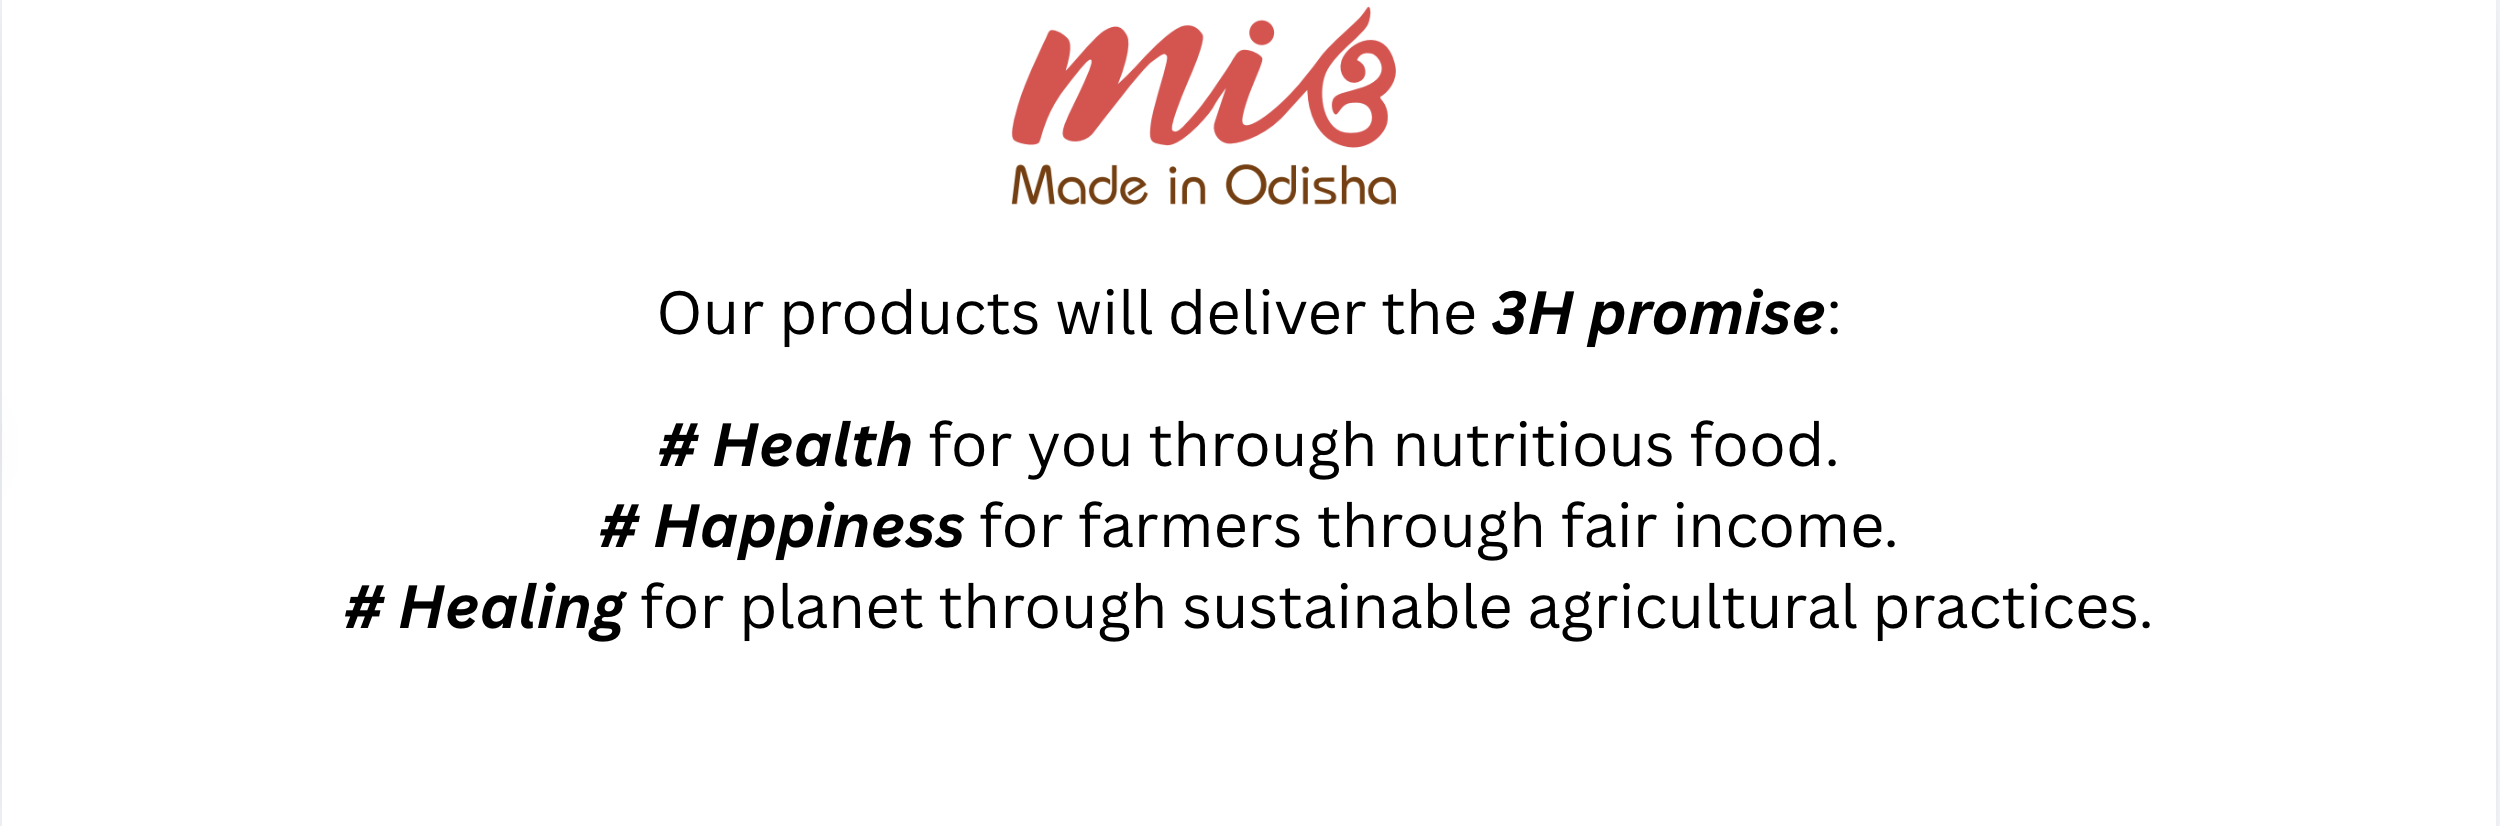 miଓ
Made in Odisha
Our products will deliver the 3H promise:
# Health for you through nutritious food.
# Happiness for farmers through fair income.
# Healing for planet through sustainable agricultural practices.